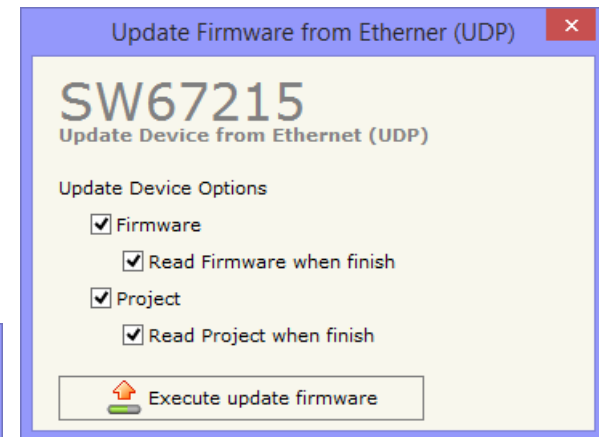 Update Firmware from Etherner (UDP)
SW67215
Update Device from Ethernet (UDP)
Update Device Options
Firmware
Read Firmware when finish
Project
Read Project when finish
Execute update firmware